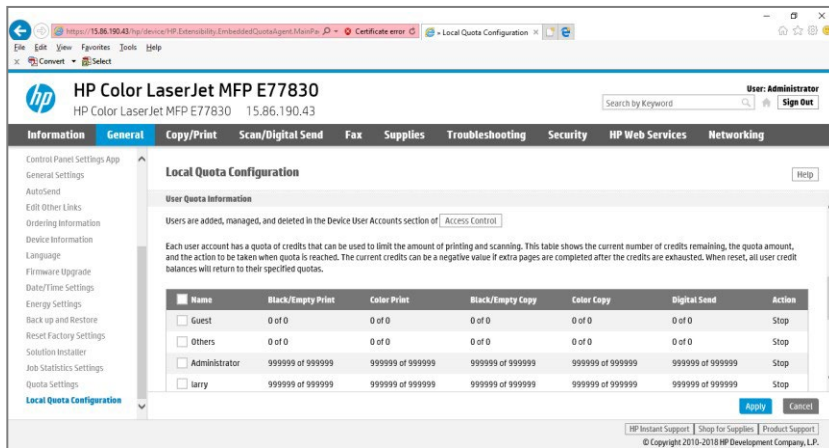 https://15.86.190.43/hp/device/HP.Extensibility.EmbeddedQuotaAgent.MainPa
Certificate error
Local Quota Configuration
File Edit View Favorites Tools Help
Convert Select
hp
HP Color LaserJet MFP E77830
HP Color LaserJet MFP E77830 15.86.190.43
User: Administrator
Search by Keyword
Sign Out
Information General Copy/Print Scan/Digital Send Fax Supplies Troubleshooting Security HP Web Services Networking
Control Panel Settings App
General Settings
AutoSend
Edit Other Links
Ordering Information
Device Information
Language
Firmware Upgrade
Date/Time Settings
Energy Settings
Back up and Restore
Reset Factory Settings
Solution Installer
Job Statistics Settings
Quota Settings
Local Quota Configuration
Local Quota Configuration
Help
User Quota Information
Users are added, managed, and deleted in the Device User Accounts section of Access Control
Each user account has a quota of credits that can be used to limit the amount of printing and scanning. This table shows the current number of credits remaining, the quota amount,
and the action to be taken when quota is reached. The current credits can be a negative value if extra pages are completed after the credits are exhausted. When reset, all user credit
balances will return to their specified quotas.
Name Black/Empty Print Color Print Black/Empty Copy Color Copy Digital Send Action
Guest 0 of 0 0 of 0 0 of 0 0 of 0 0 of 0 Stop
Others 0 of 0 0 of 0 0 of 0 0 of 0 0 of 0 Stop
Administrator 999999 of 999999 999999 of 999999 999999 of 999999 999999 of 999999 999999 of 999999 Stop
larry 999999 of 999999 999999 of 999999 999999 of 999999 999999 of 999999 999999 of 999999 Stop
Apply Cancel
HP Instant Support Shop for Supplies Product Support
© Copyright 2010-2018 HP Development Company, L.P.